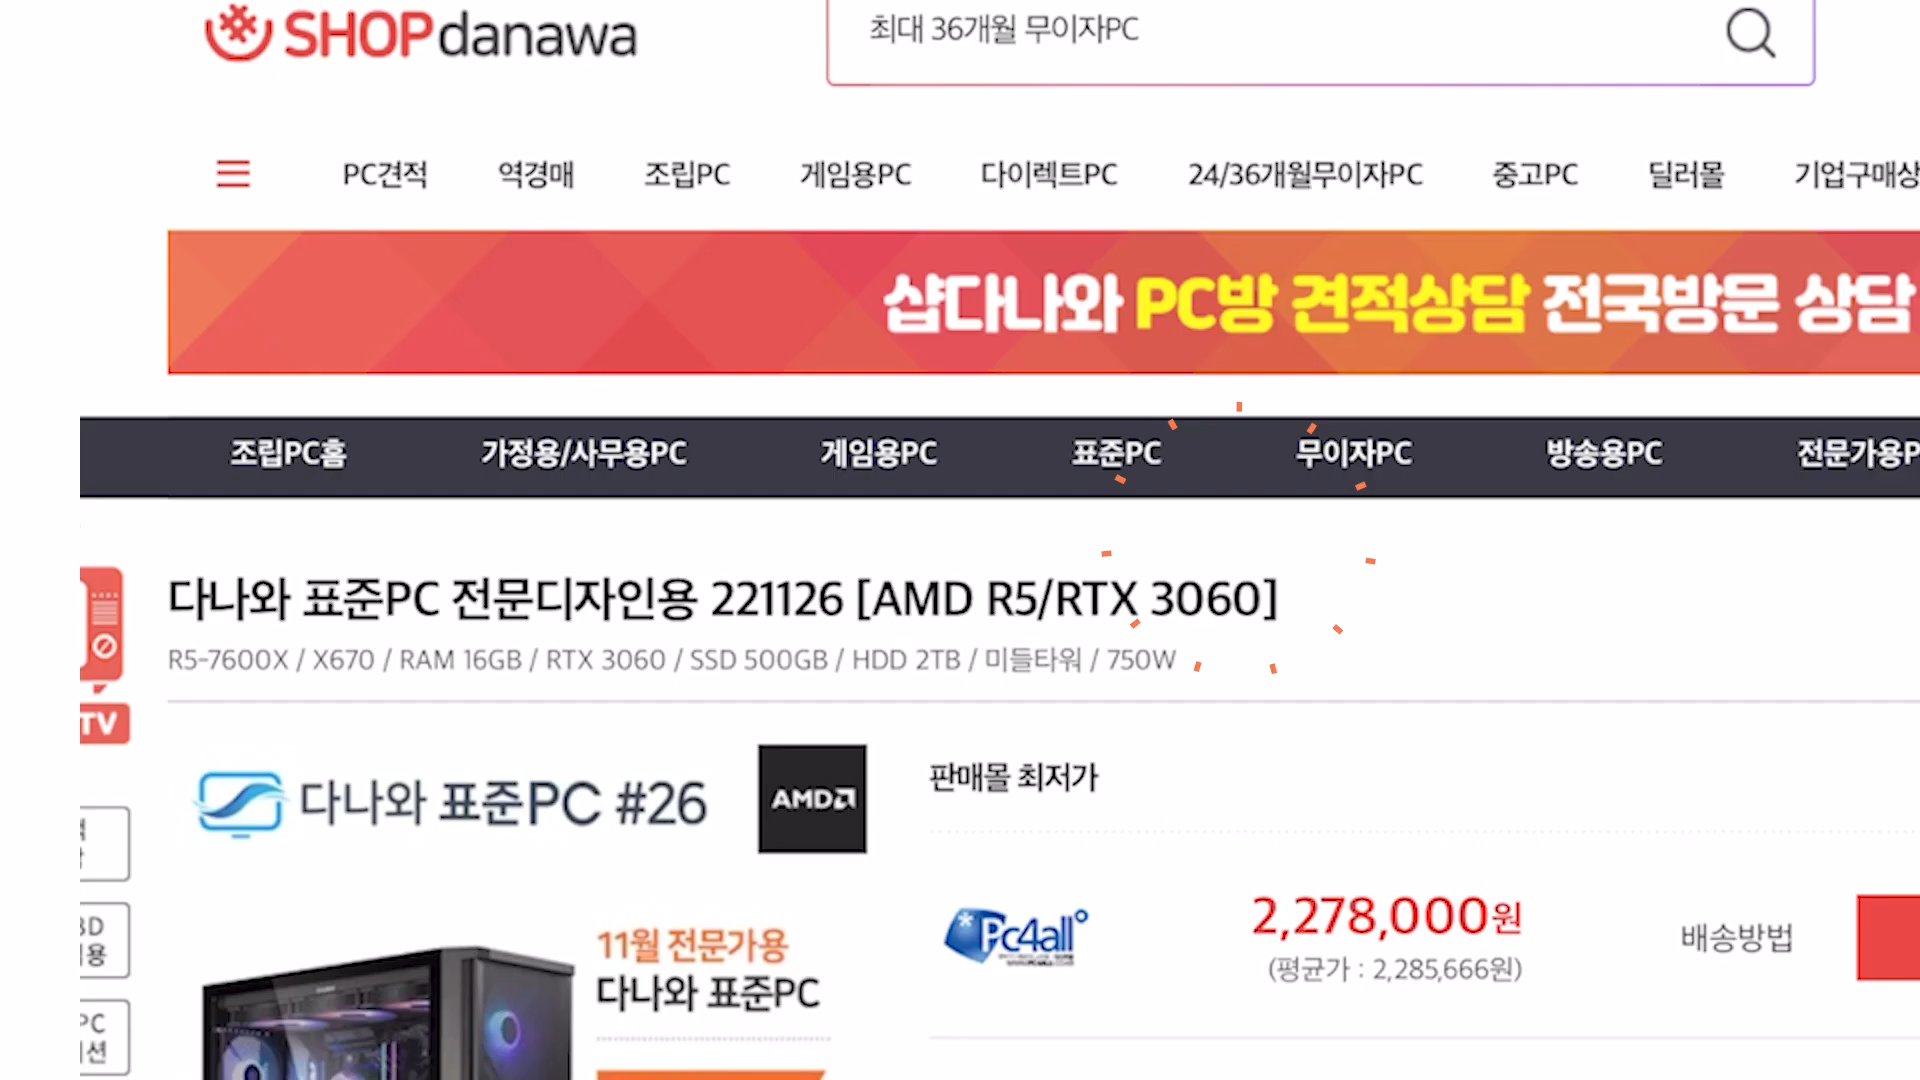 SHOP danawa
최대 36개월 무이자PC
PC견적 역경매 조립PC 게임용PC 다이렉트PC 24/36개월무이자PC 중고PC 딜러몰 기업구매상
샵다나와 PC방 견적상담 전국방문 상담
조립PC홈 가정용/사무용PC 게임용PC 표준PC 무이자PC 방송용PC 전문가용P
다나와 표준PC 전문디자인용 221126 [AMD R5/RTX 3060]
R5-7600X / X670 / RAM 16GB / RTX 3060 / SSD 500GB / HDD 2TB / 미들타워 / 750W
TV
다나와 표준PC #26
AMD
판매몰 최저가
3D
용
PC
션
Pc4all
2,278,000원
(평균가 : 2,285,666원)
배송방법
11월 전문가용
다나와 표준PC